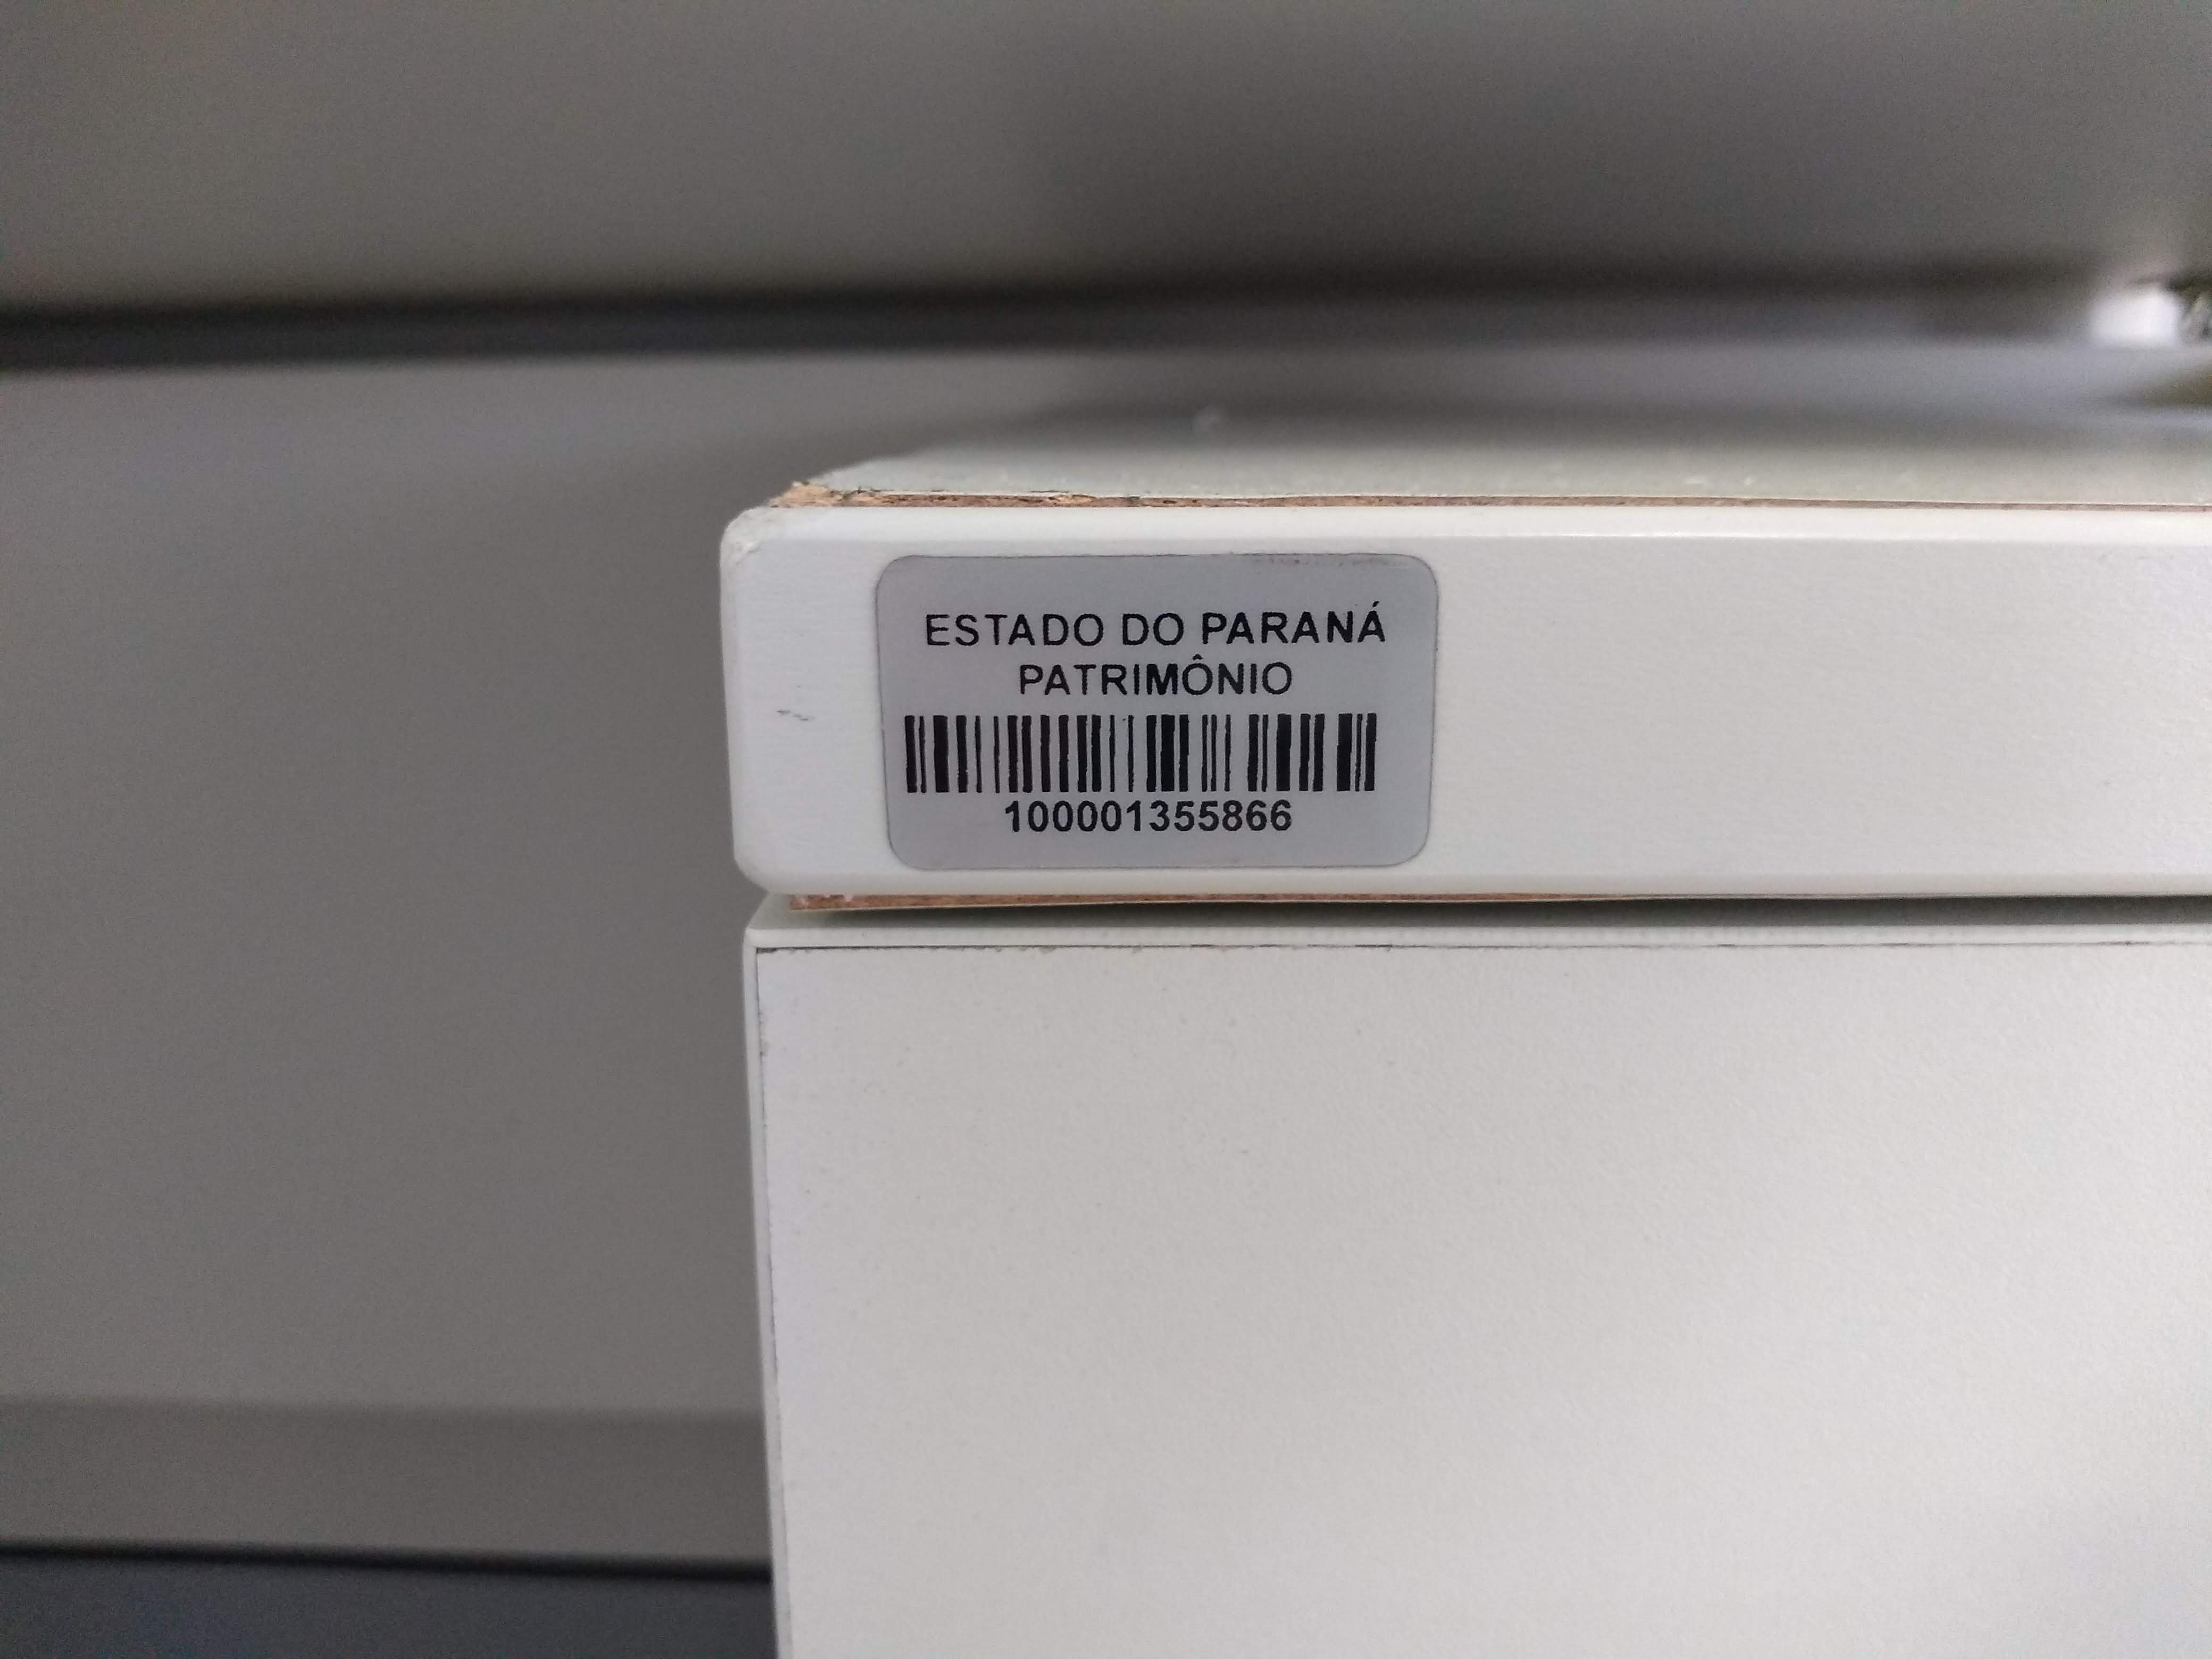 ESTADO DO PARANÁ
PATRIMÔNIO
100001355866